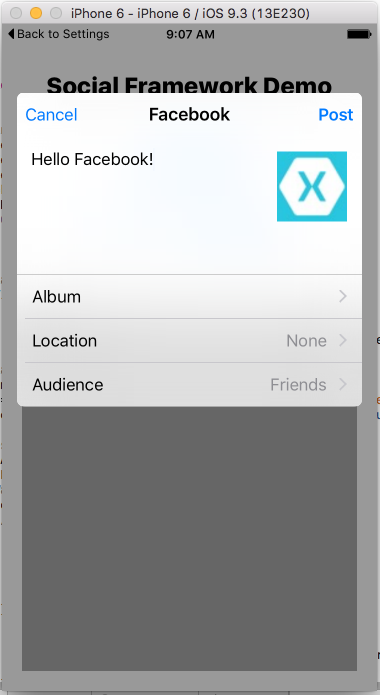 iPhone 6 - iPhone 6 / iOS 9.3 (13E230)
Back to Settings 9:07 AM
Social Framework Demo
Cancel Facebook Post
Hello Facebook!
Album
Location None
Audience Friends